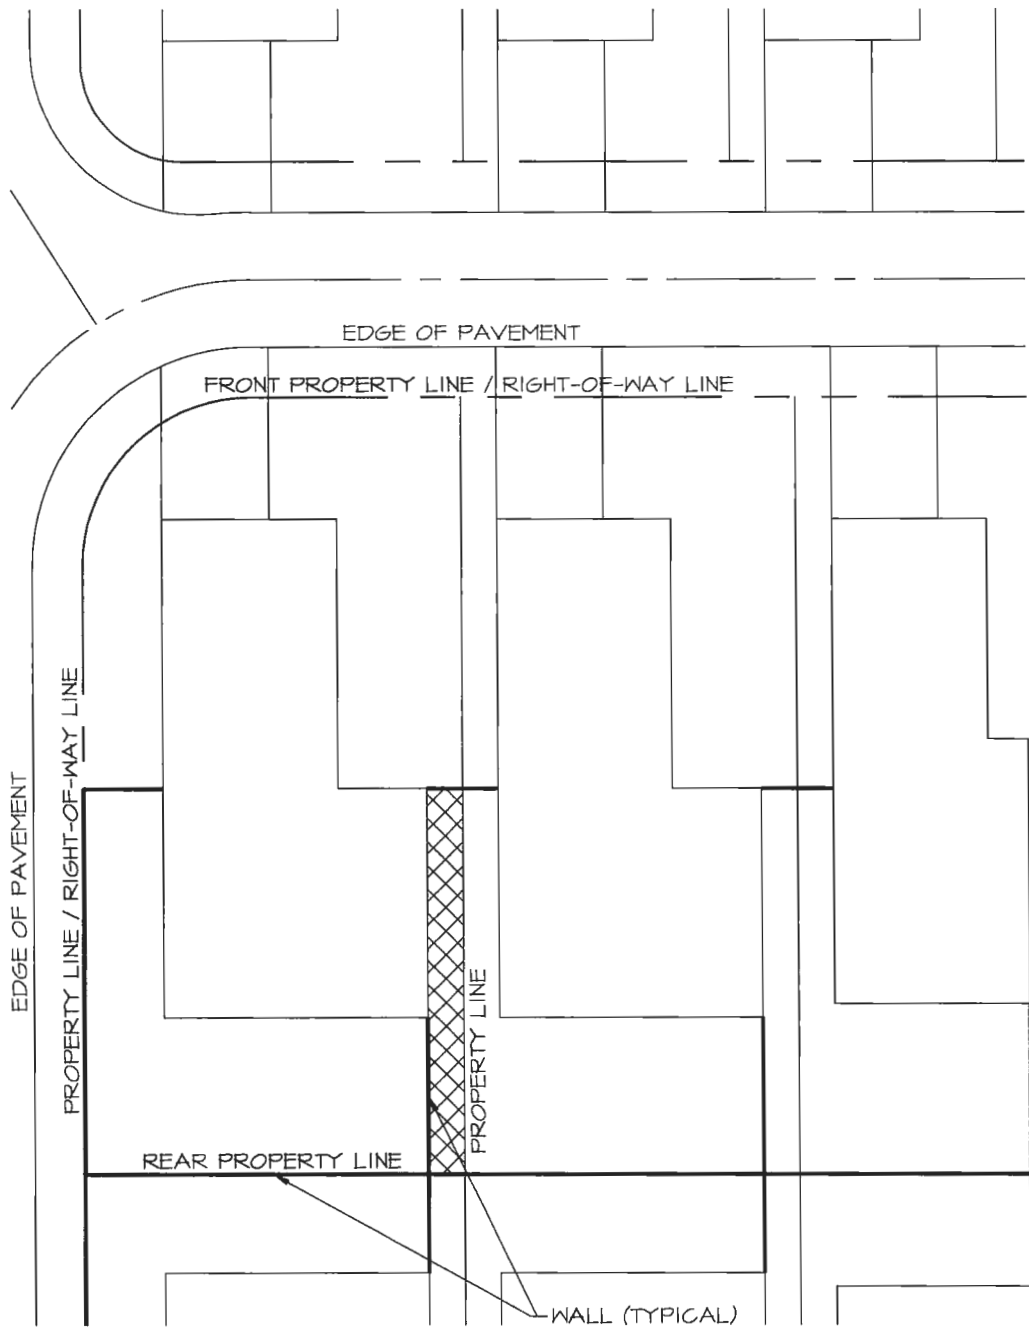 EDGE OF PAVEMENT
FRONT PROPERTY LINE / RIGHT-OF-WAY LINE
EDGE OF PAVEMENT
PROPERTY LINE / RIGHT-OF-WAY LINE
PROPERTY LINE
REAR PROPERTY LINE
WALL (TYPICAL)